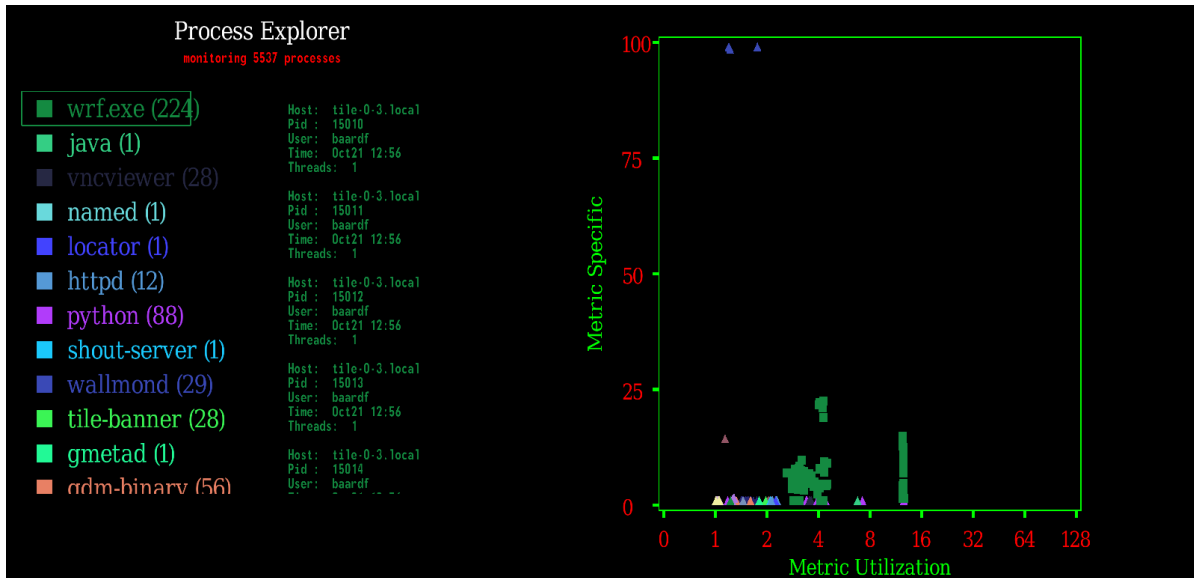 Process Explorer
monitoring 5537 processes
wrf.exe (224)
java (1)
vncviewer (28)
named (1)
locator (1)
httpd (12)
python (88)
shout-server (1)
wallmond (29)
tile-banner (28)
gmetad (1)
gdm-binary (56)
Host: tile-0-3.local
Pid : 15010
User: baardf
Time: Oct21 12:56
Threads: 1
Host: tile-0-3.local
Pid : 15011
User: baardf
Time: Oct21 12:56
Threads: 1
Host: tile-0-3.local
Pid : 15012
User: baardf
Time: Oct21 12:56
Threads: 1
Host: tile-0-3.local
Pid : 15013
User: baardf
Time: Oct21 12:56
Threads: 1
Host: tile-0-3.local
Pid : 15014
User: baardf
Metric Specific
100
75
50
25
0
0 1 2 4 8 16 32 64 128
Metric Utilization